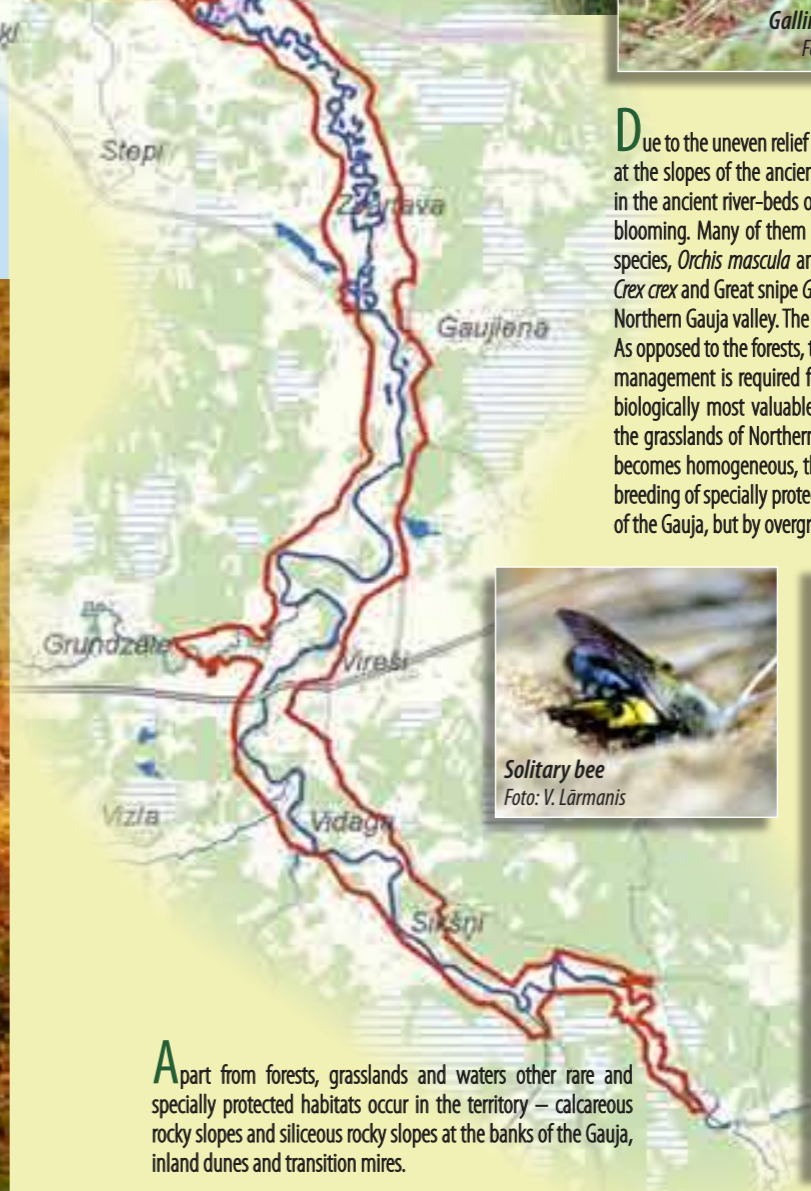 Gallin
Stepi
Zvārtava
Gaujiena
Due to the uneven relief
at the slopes of the ancien
in the ancient river-beds o
blooming. Many of them
species, Orchis mascula an
Crex crex and Great snipe G
Northern Gauja valley. The
As opposed to the forests, t
management is required f
biologically most valuable
the grasslands of Northern
becomes homogeneous, th
breeding of specially prote
of the Gauja, but by overgr
Grundzāle
Vireši
Solitary bee
Foto: V. Lārmanis
Vizla
Vidaga
Sikšņi
Apart from forests, grasslands and waters other rare and
specially protected habitats occur in the territory – calcareous
rocky slopes and siliceous rocky slopes at the banks of the Gauja,
inland dunes and transition mires.